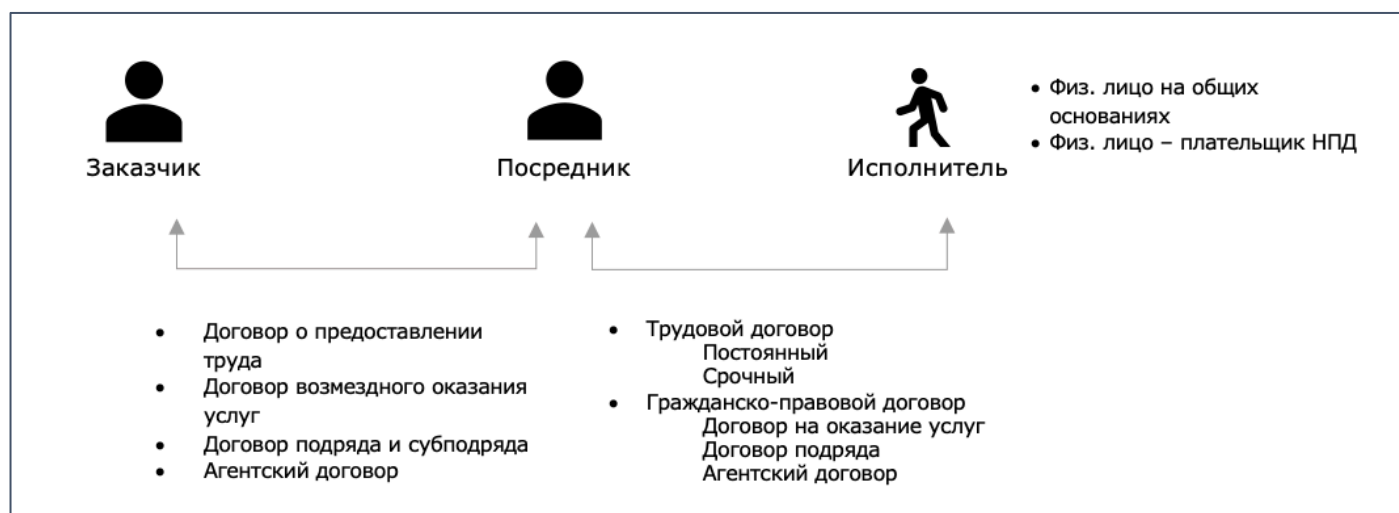 Заказчик
Посредник
Исполнитель
• Физ. лицо на общих
основаниях
• Физ. лицо – плательщик НПД
• Договор о предоставлении
труда
• Договор возмездного оказания
услуг
• Договор подряда и субподряда
• Агентский договор
• Трудовой договор
Постоянный
Срочный
• Гражданско-правовой договор
Договор на оказание услуг
Договор подряда
Агентский договор